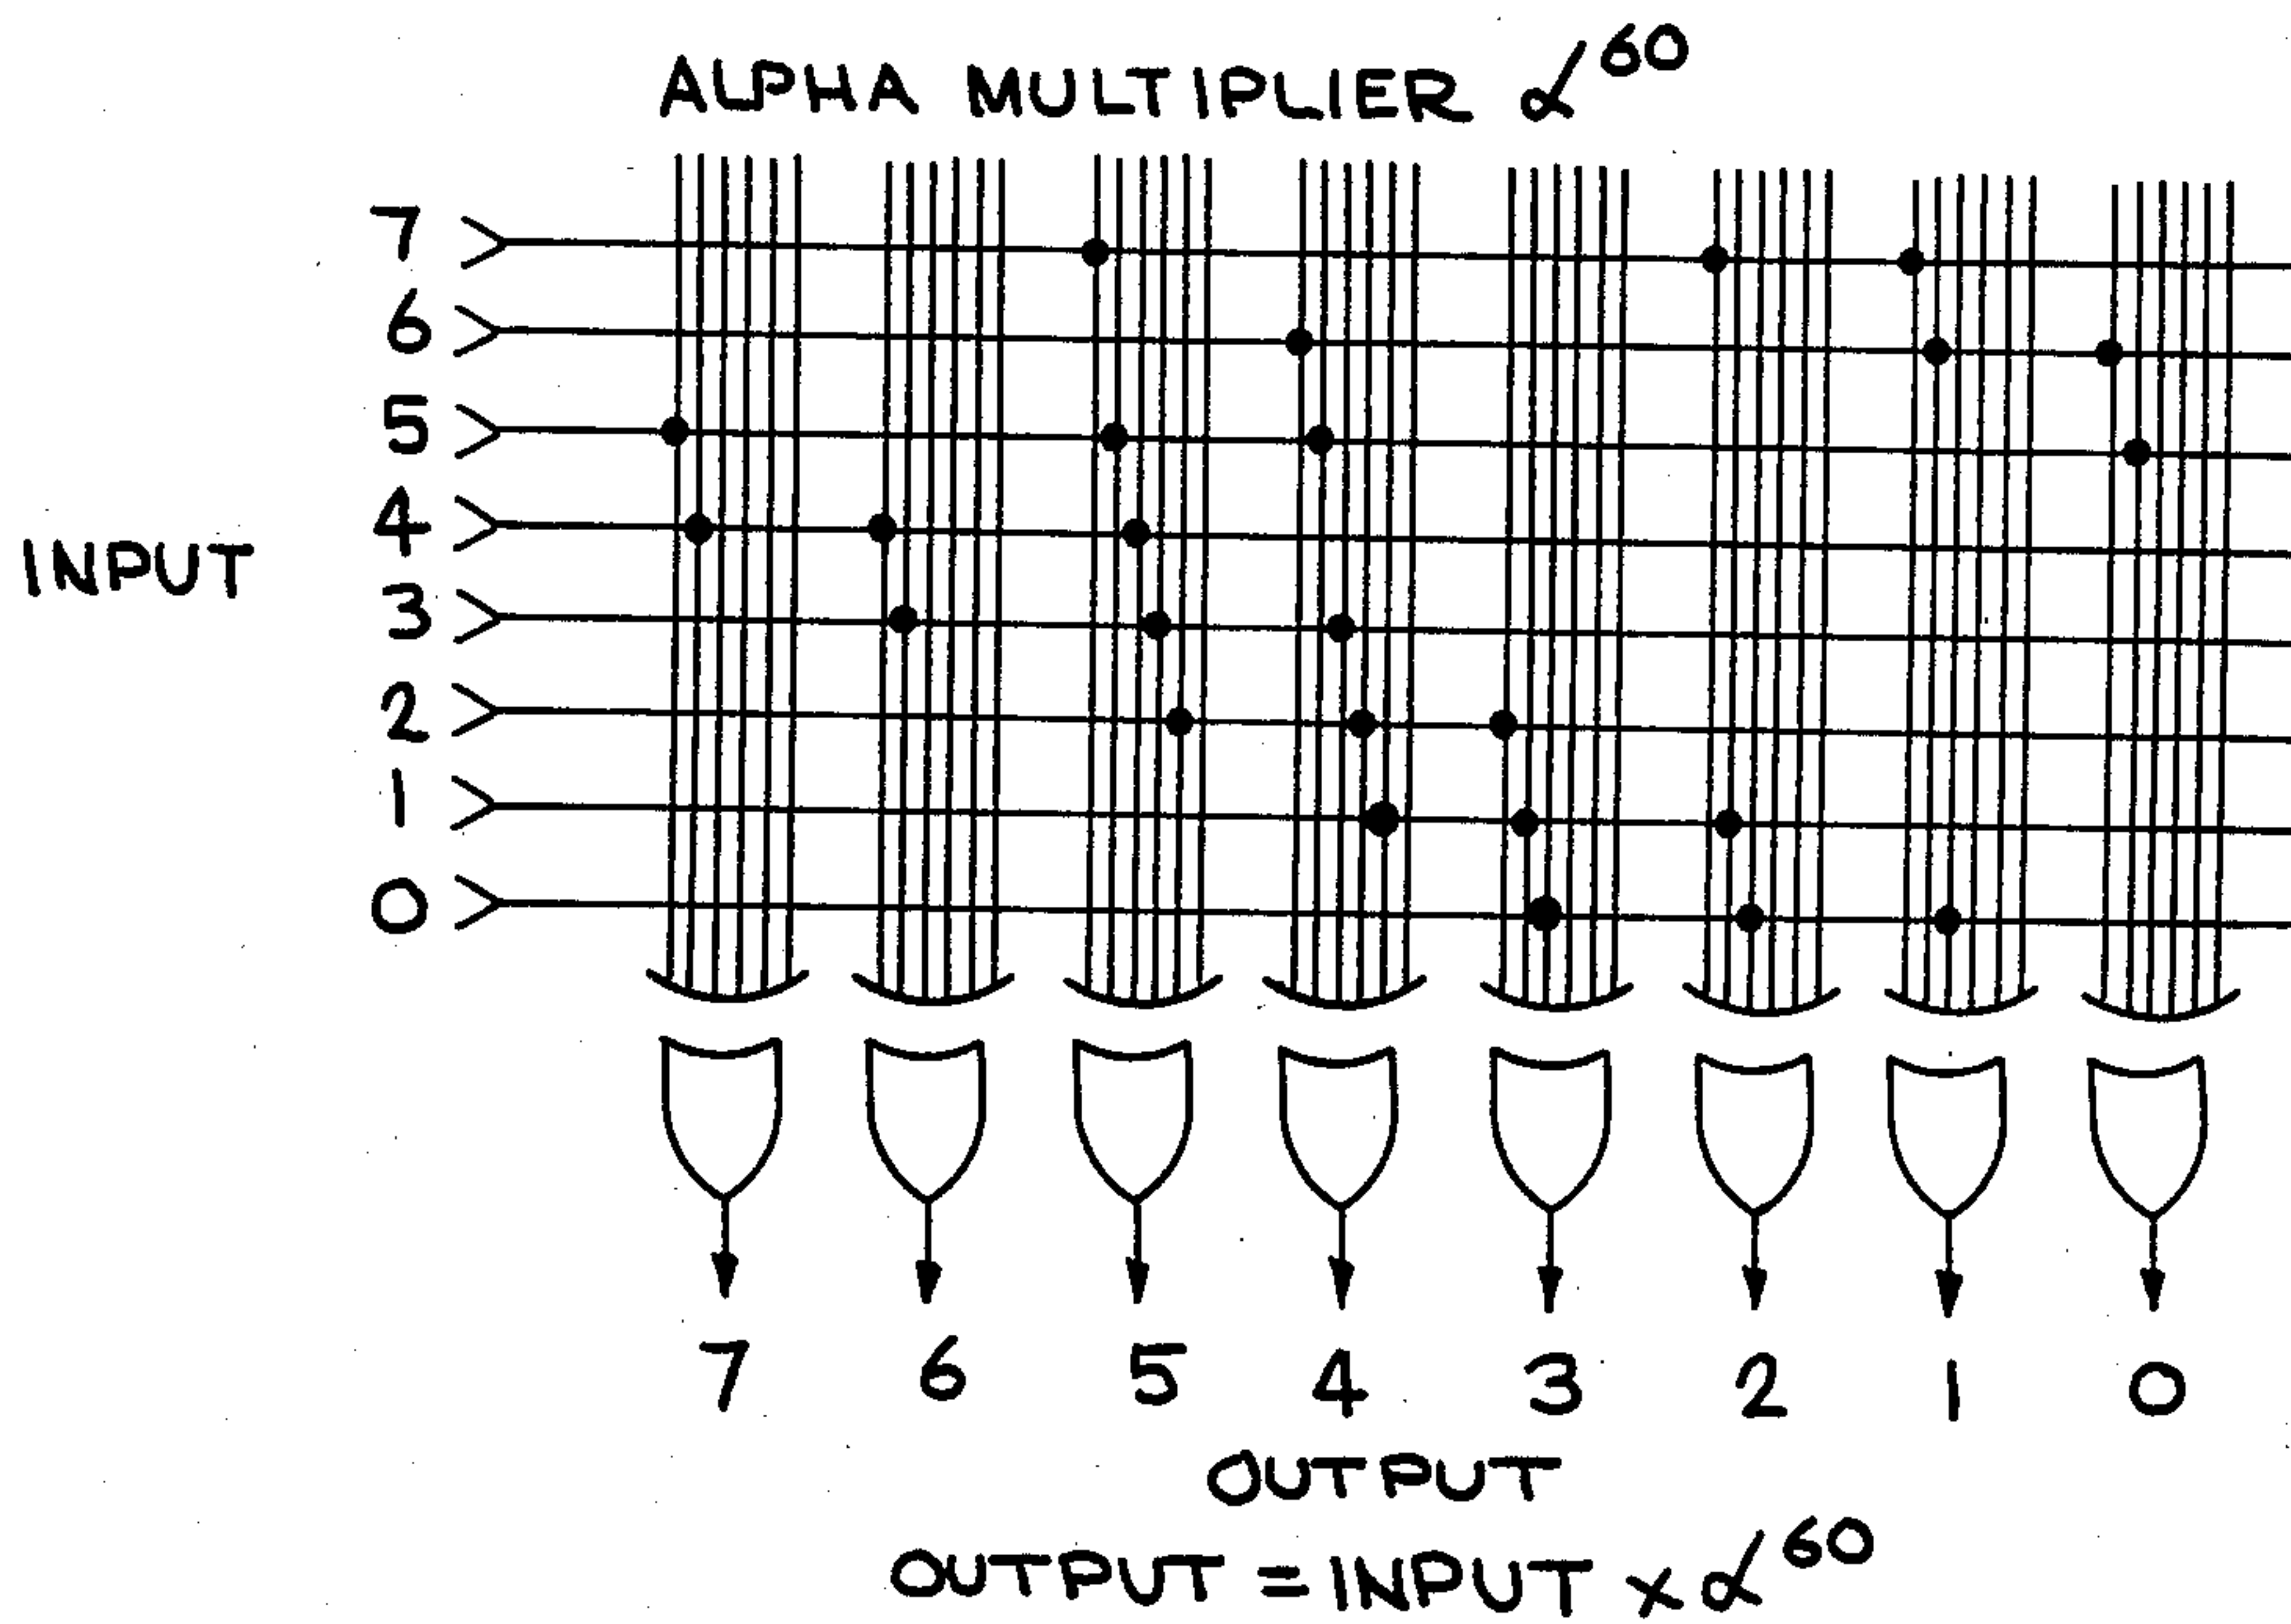 ALPHA MULTIPLIER α⁶⁰
7
6
5
4
INPUT
3
2
1
0
7 6 5 4 3 2 1 0
OUTPUT
OUTPUT = INPUT x α⁶⁰